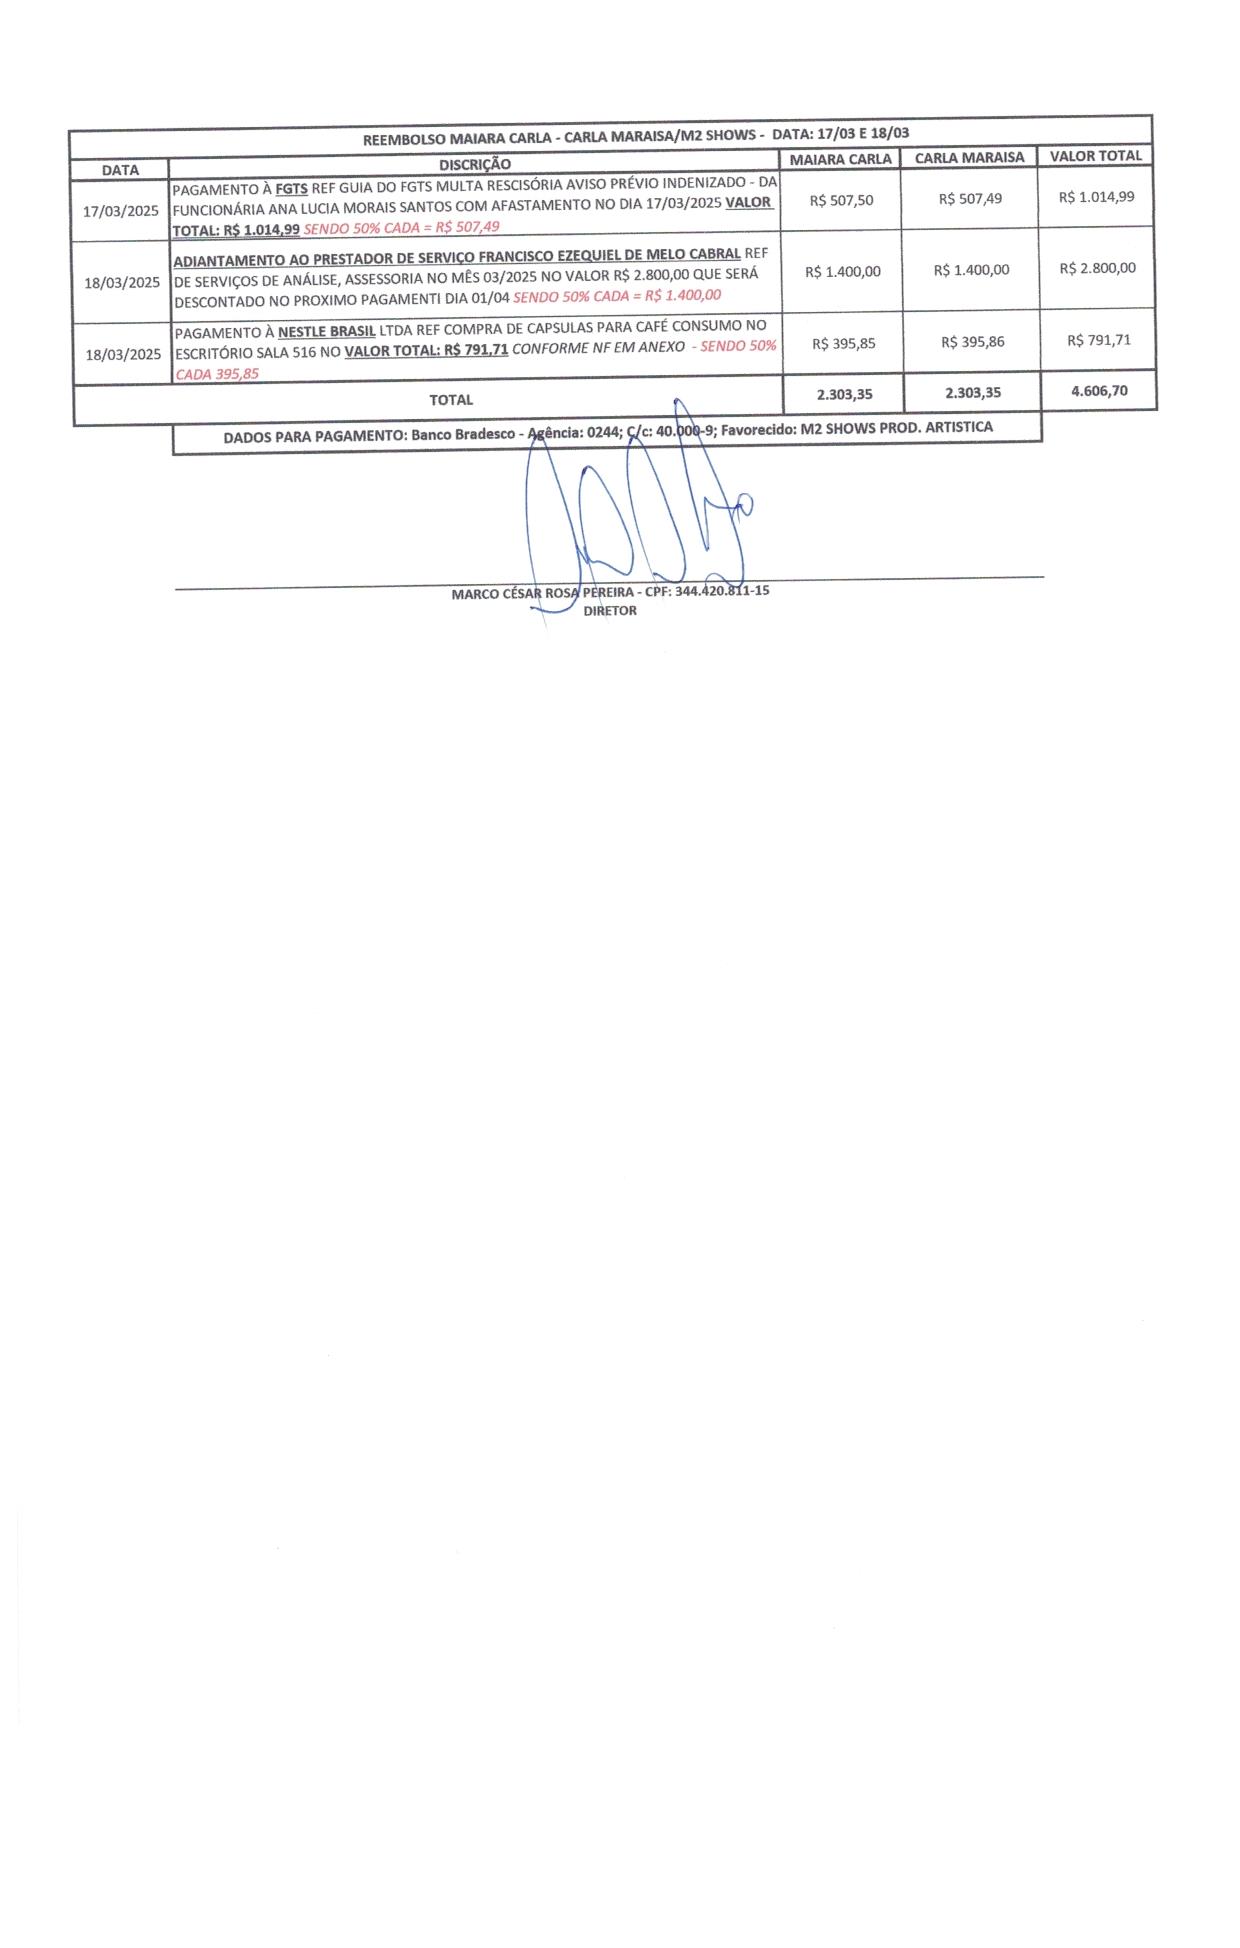 REEMBOLSO MAIARA CARLA - CARLA MARAISA/M2 SHOWS - DATA: 17/03 E 18/03
DATA DISCRIÇÃO MAIARA CARLA CARLA MARAISA VALOR TOTAL
PAGAMENTO À FGTS REF GUIA DO FGTS MULTA RESCISÓRIA AVISO PRÉVIO INDENIZADO - DA
17/03/2025 FUNCIONÁRIA ANA LUCIA MORAIS SANTOS COM AFASTAMENTO NO DIA 17/03/2025 VALOR R$ 507,50 R$ 507,49 R$ 1.014,99
TOTAL: R$ 1.014,99 SENDO 50% CADA = R$ 507,49
ADIANTAMENTO AO PRESTADOR DE SERVIÇO FRANCISCO EZEQUIEL DE MELO CABRAL REF
18/03/2025 DE SERVIÇOS DE ANÁLISE, ASSESSORIA NO MÊS 03/2025 NO VALOR R$ 2.800,00 QUE SERÁ R$ 1.400,00 R$ 1.400,00 R$ 2.800,00
DESCONTADO NO PROXIMO PAGAMENTI DIA 01/04 SENDO 50% CADA = R$ 1.400,00
PAGAMENTO À NESTLE BRASIL LTDA REF COMPRA DE CAPSULAS PARA CAFÉ CONSUMO NO
18/03/2025 ESCRITÓRIO SALA 516 NO VALOR TOTAL: R$ 791,71 CONFORME NF EM ANEXO - SENDO 50% R$ 395,85 R$ 395,86 R$ 791,71
CADA 395,85
TOTAL 2.303,35 2.303,35 4.606,70
DADOS PARA PAGAMENTO: Banco Bradesco - Agência: 0244; C/c: 40.000-9; Favorecido: M2 SHOWS PROD. ARTISTICA
MARCO CÉSAR ROSA PEREIRA - CPF: 344.420.811-15
DIRETOR